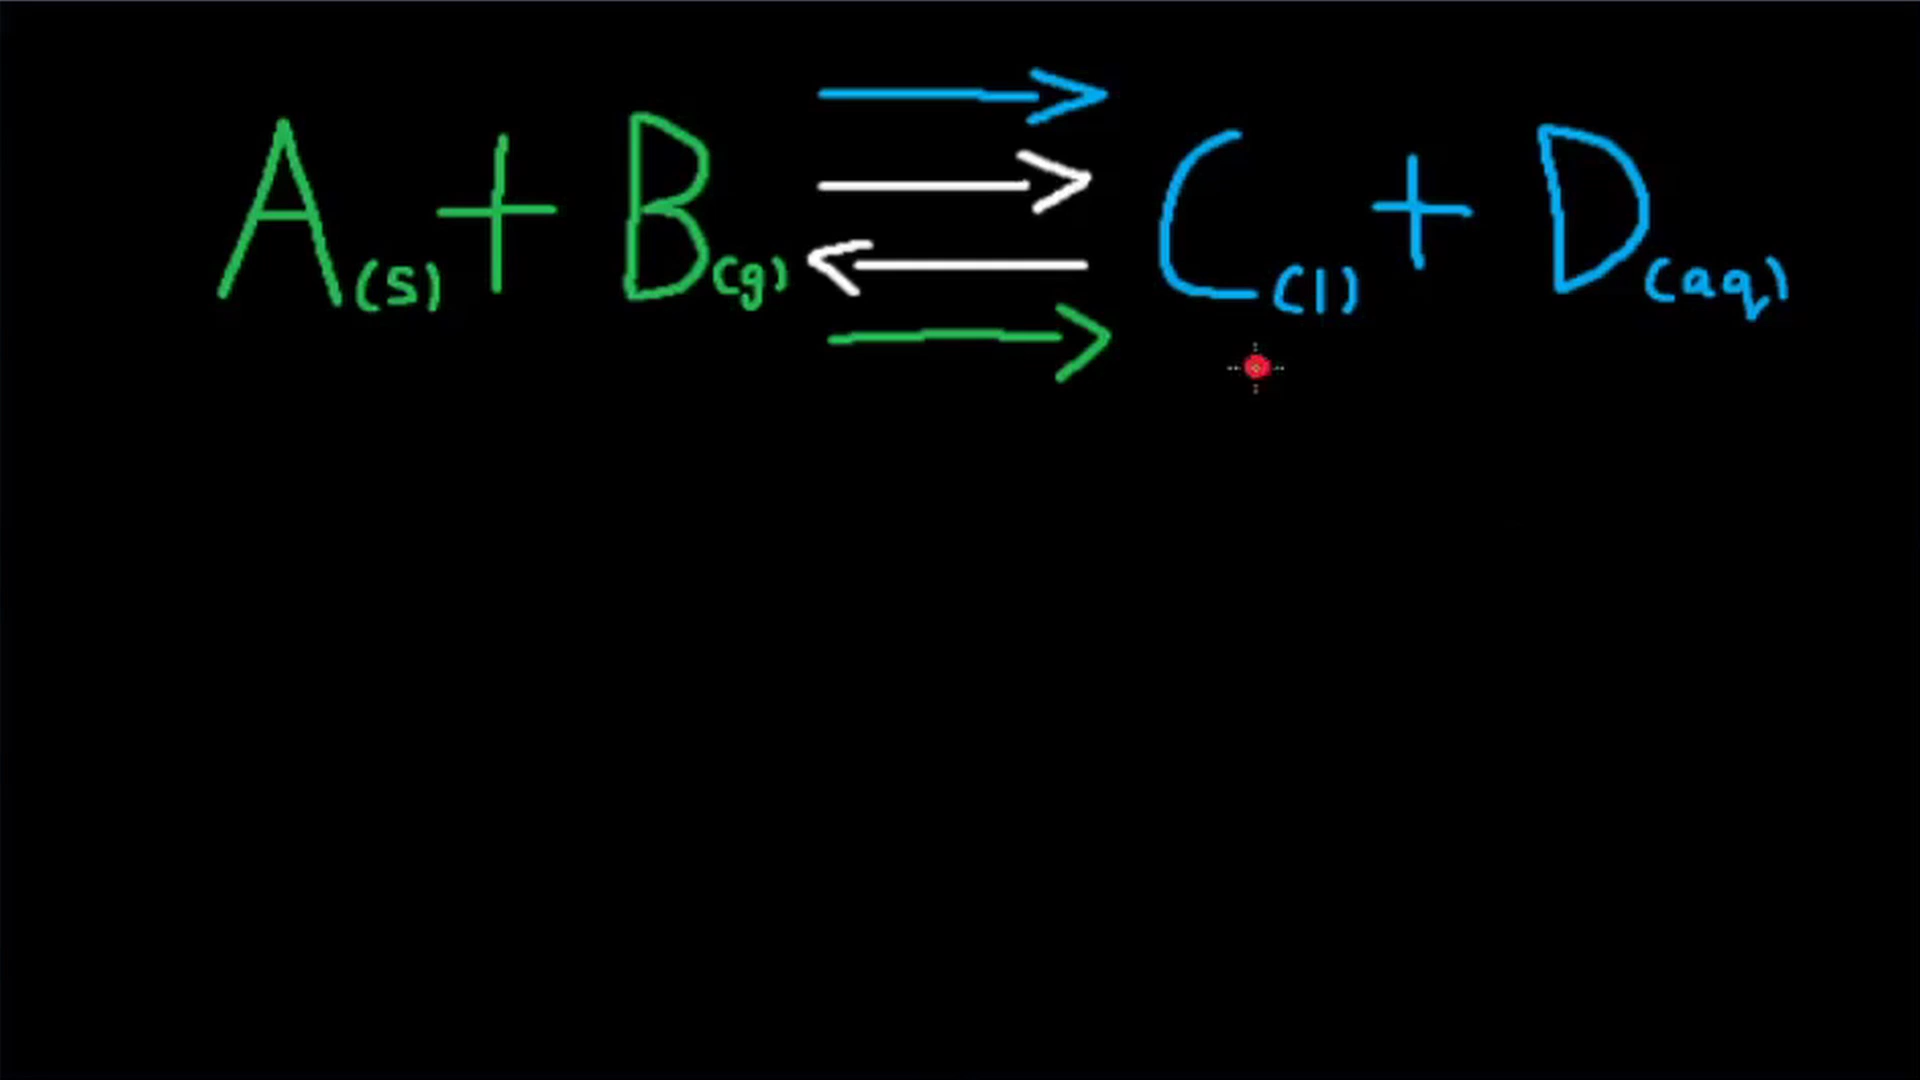 A(s) + B(g) ⇌ C(l) + D(aq)